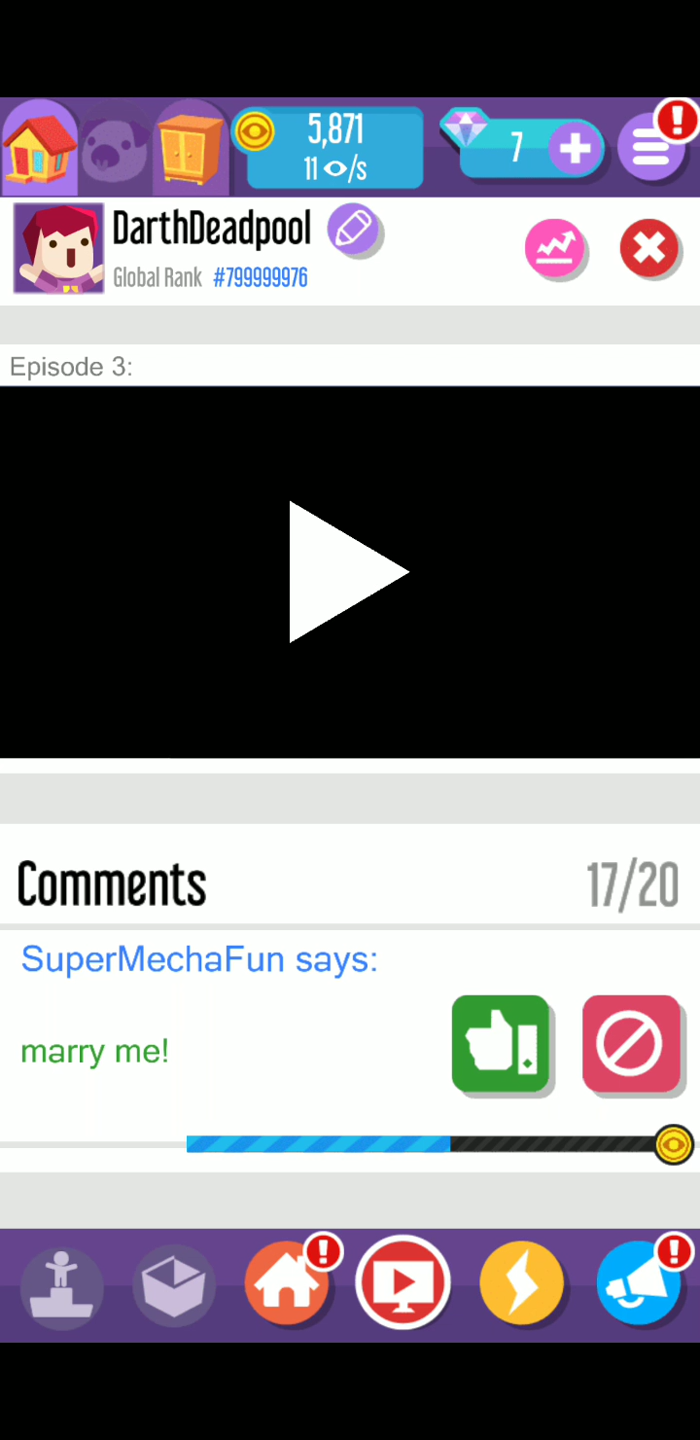 5,871
11 /s
7
DarthDeadpool
Global Rank #799999976
Episode 3:
Comments 17/20
SuperMechaFun says:
marry me!